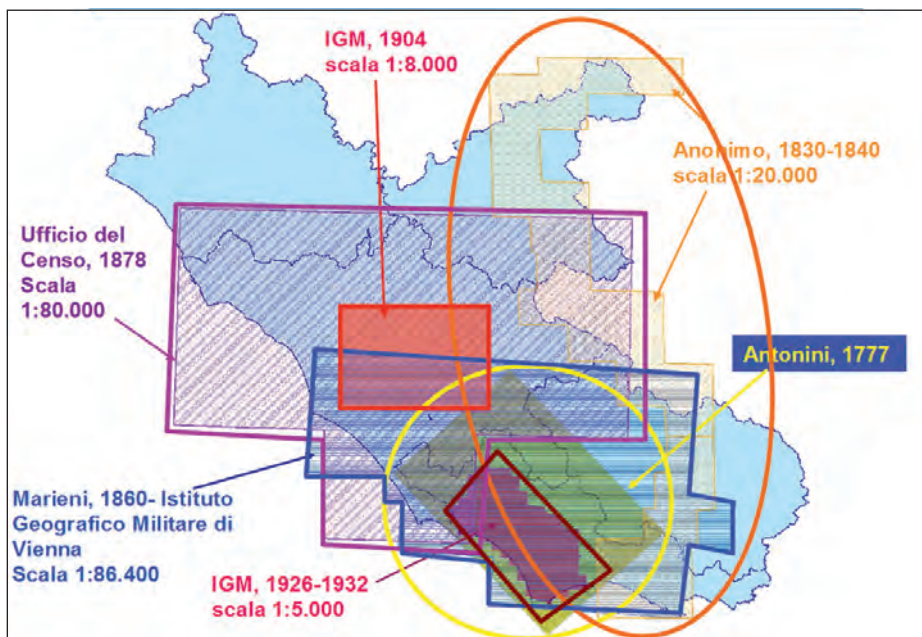 IGM, 1904
scala 1:8.000
Anonimo, 1830-1840
scala 1:20.000
Ufficio del
Censo, 1878
Scala
1:80.000
Antonini, 1777
Marieni, 1860- Istituto
Geografico Militare di
Vienna
Scala 1:86.400
IGM, 1926-1932
scala 1:5.000